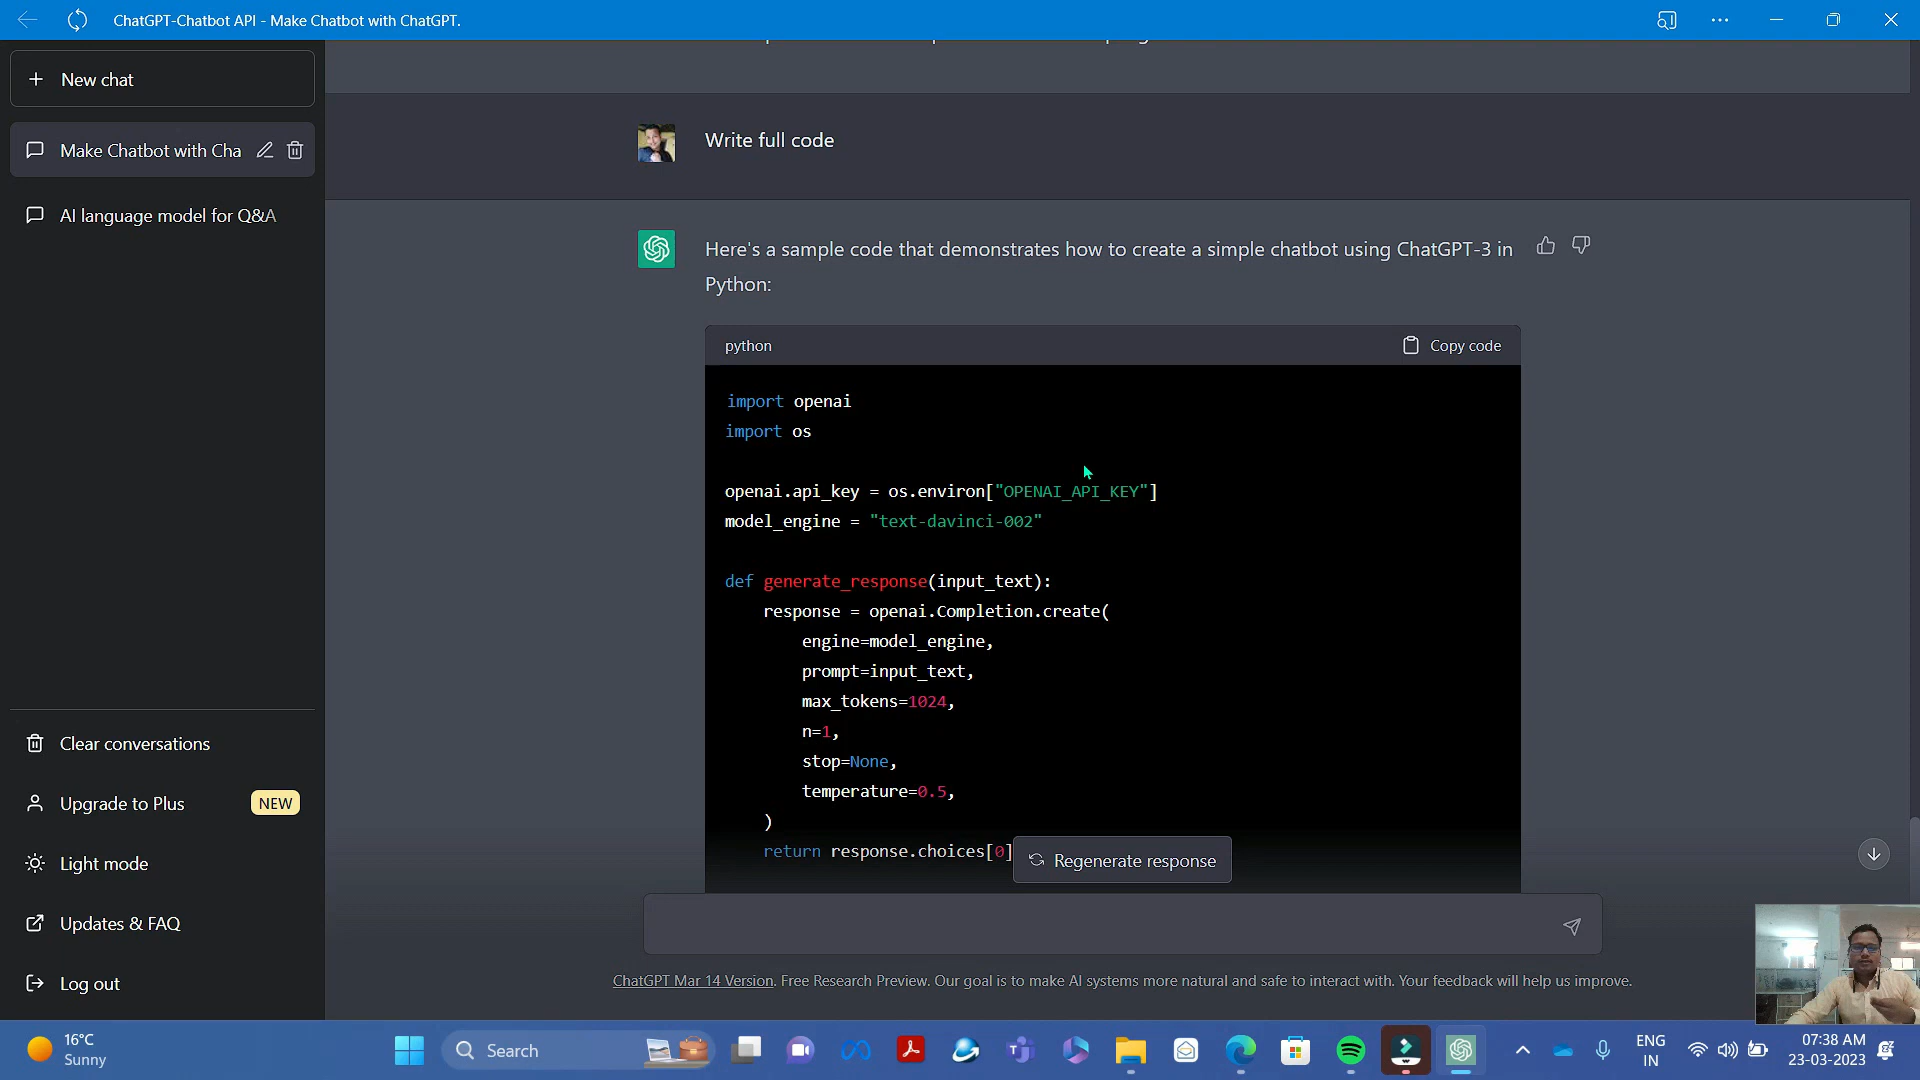 ChatGPT-Chatbot API - Make Chatbot with ChatGPT.
New chat
Make Chatbot with Cha
AI language model for Q&A
Clear conversations
Upgrade to Plus
NEW
Light mode
Updates & FAQ
Log out
Write full code
Here's a sample code that demonstrates how to create a simple chatbot using ChatGPT-3 in
Python:
python
Copy code
import openai
import os
openai.api_key = os.environ["OPENAI_API_KEY"]
model_engine = "text-davinci-002"
def generate_response(input_text):
response = openai.Completion.create(
engine=model_engine,
prompt=input_text,
max_tokens=1024,
n=1,
stop=None,
temperature=0.5,
)
return response.choices[0]
Regenerate response
ChatGPT Mar 14 Version. Free Research Preview. Our goal is to make AI systems more natural and safe to interact with. Your feedback will help us improve.
16°C
Sunny
Search
ENG
IN
07:38 AM
23-03-2023